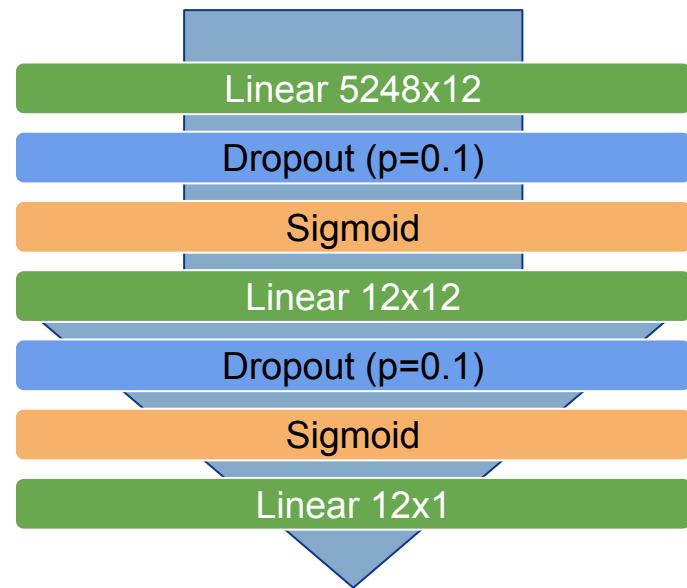 Linear 5248x12
Dropout (p=0.1)
Sigmoid
Linear 12x12
Dropout (p=0.1)
Sigmoid
Linear 12x1